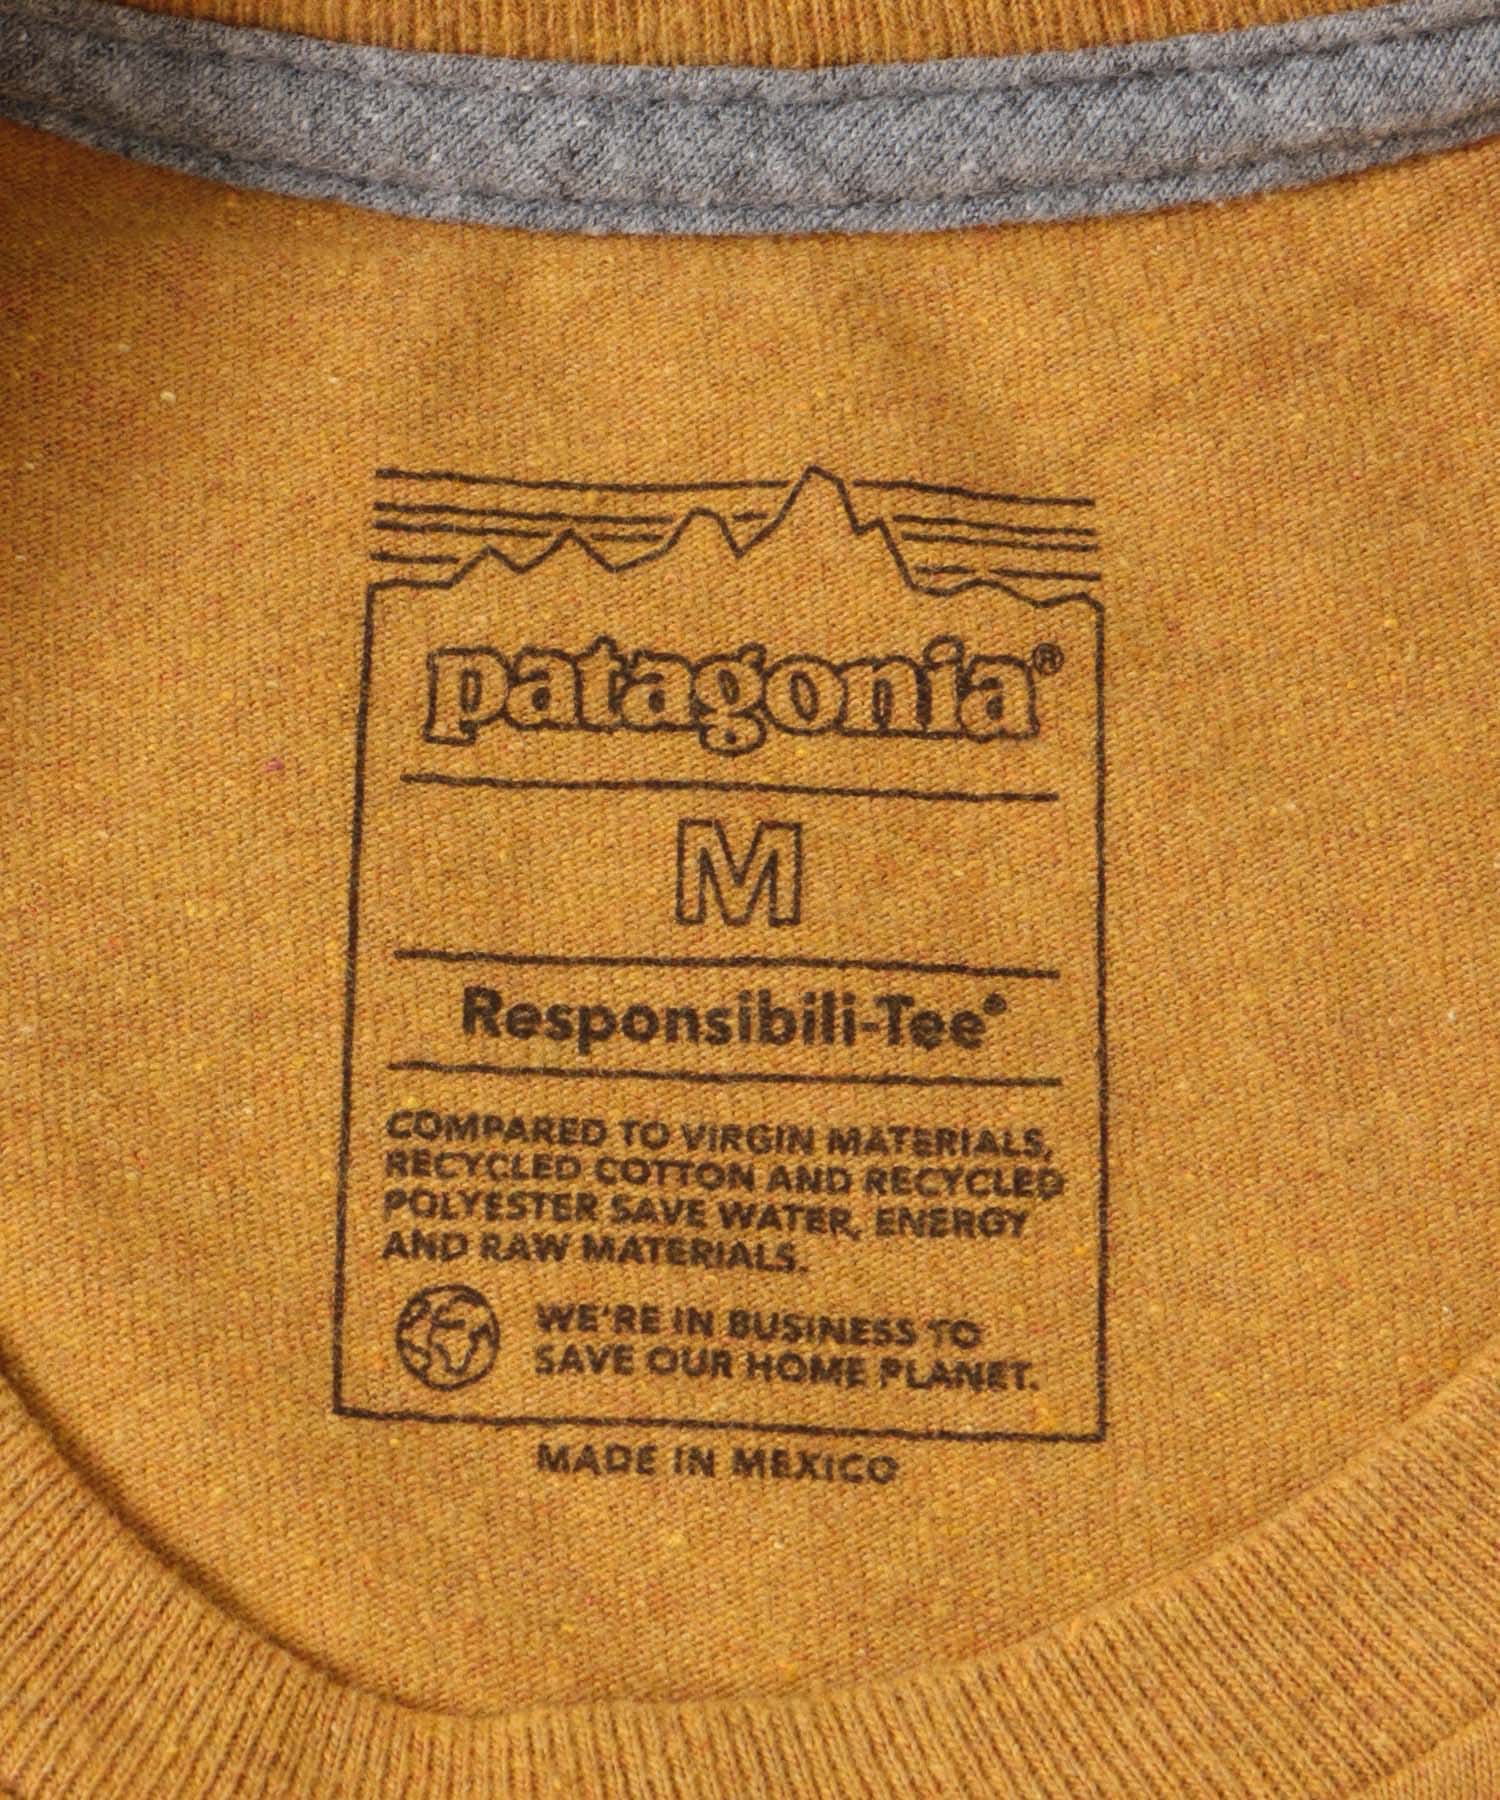 patagonia®
M
Responsibili-Tee®
COMPARED TO VIRGIN MATERIALS,
RECYCLED COTTON AND RECYCLED
POLYESTER SAVE WATER, ENERGY
AND RAW MATERIALS.
WE'RE IN BUSINESS TO
SAVE OUR HOME PLANET.
MADE IN MEXICO